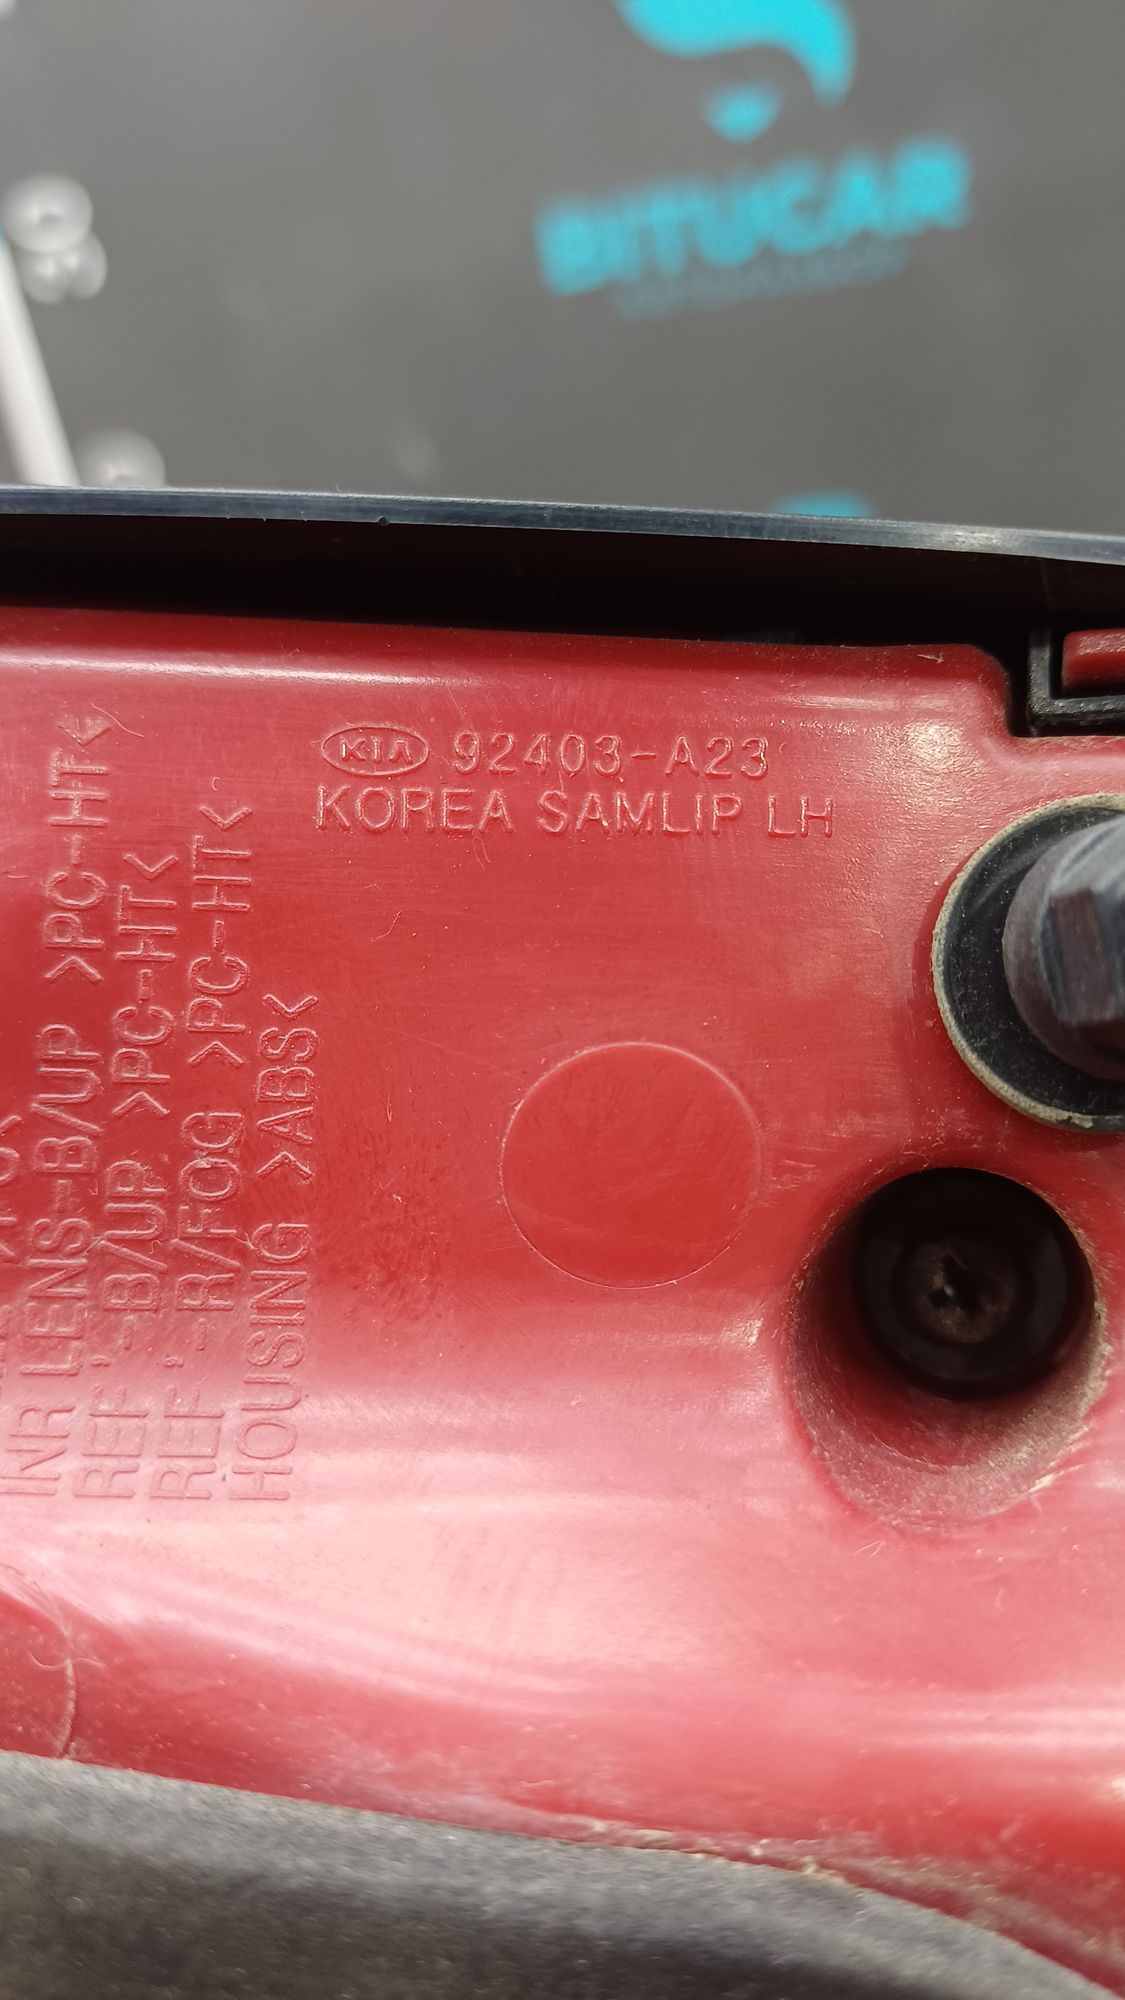 BITUCAR
KIA 92403-A23
KOREA SAMLIP LH
INR LENS-B/UP >PC-HT<
REF'-B/UP >PC-HT<
REF'-R/FOG >PC-HT<
HOUSING >ABS<